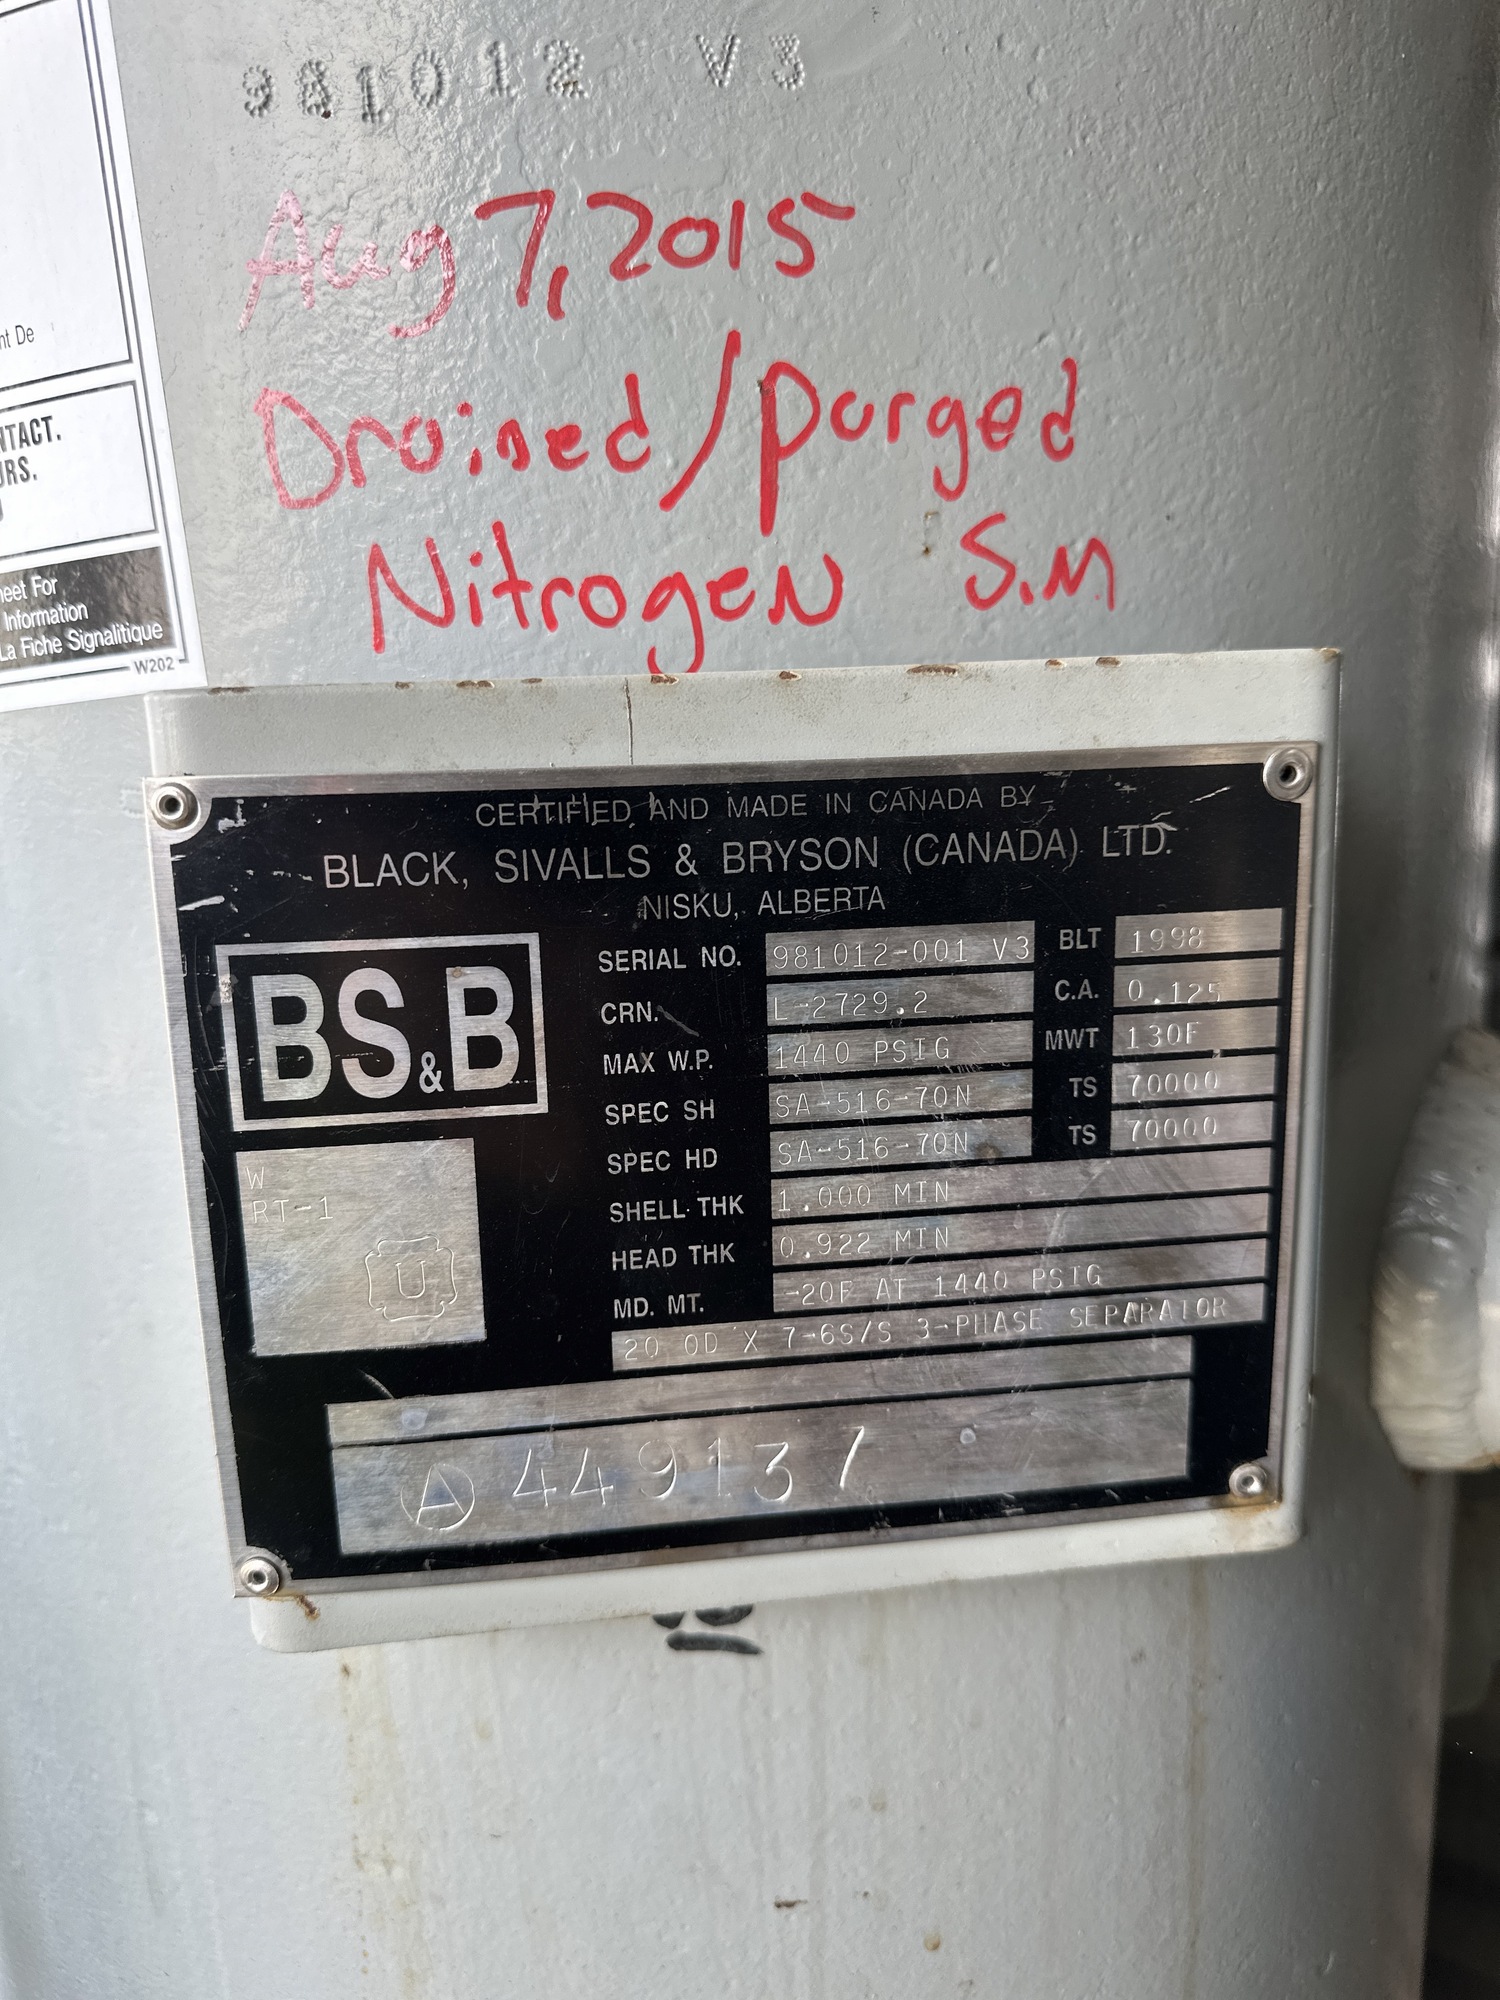 981012 V3
Aug 7, 2015
Drained/purged
Nitrogen S.M
nt De
NTACT.
URS.
heet For
Information
La Fiche Signalitique
W202
CERTIFIED AND MADE IN CANADA BY
BLACK, SIVALLS & BRYSON (CANADA) LTD.
NISKU, ALBERTA
BS&B
SERIAL NO. 981012-001 V3 BLT 1998
CRN. L-2729.2 C.A. 0.125
MAX W.P. 1440 PSIG MWT 130F
SPEC SH SA-516-70N TS 70000
SPEC HD SA-516-70N TS 70000
W
RT-1
U
SHELL THK 1.000 MIN
HEAD THK 0.922 MIN
MD. MT. -20F AT 1440 PSIG
20 OD X 7-6S/S 3-PHASE SEPARATOR
A 449137